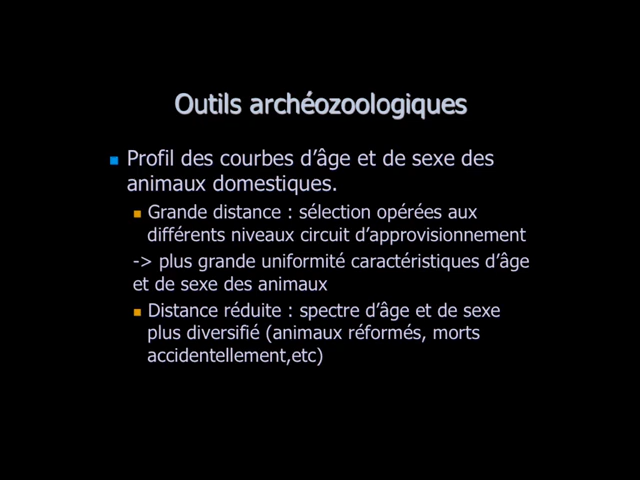 Outils archéozoologiques
Profil des courbes d’âge et de sexe des
animaux domestiques.
Grande distance : sélection opérées aux
différents niveaux circuit d’approvisionnement
-> plus grande uniformité caractéristiques d’âge
et de sexe des animaux
Distance réduite : spectre d’âge et de sexe
plus diversifié (animaux réformés, morts
accidentellement,etc)